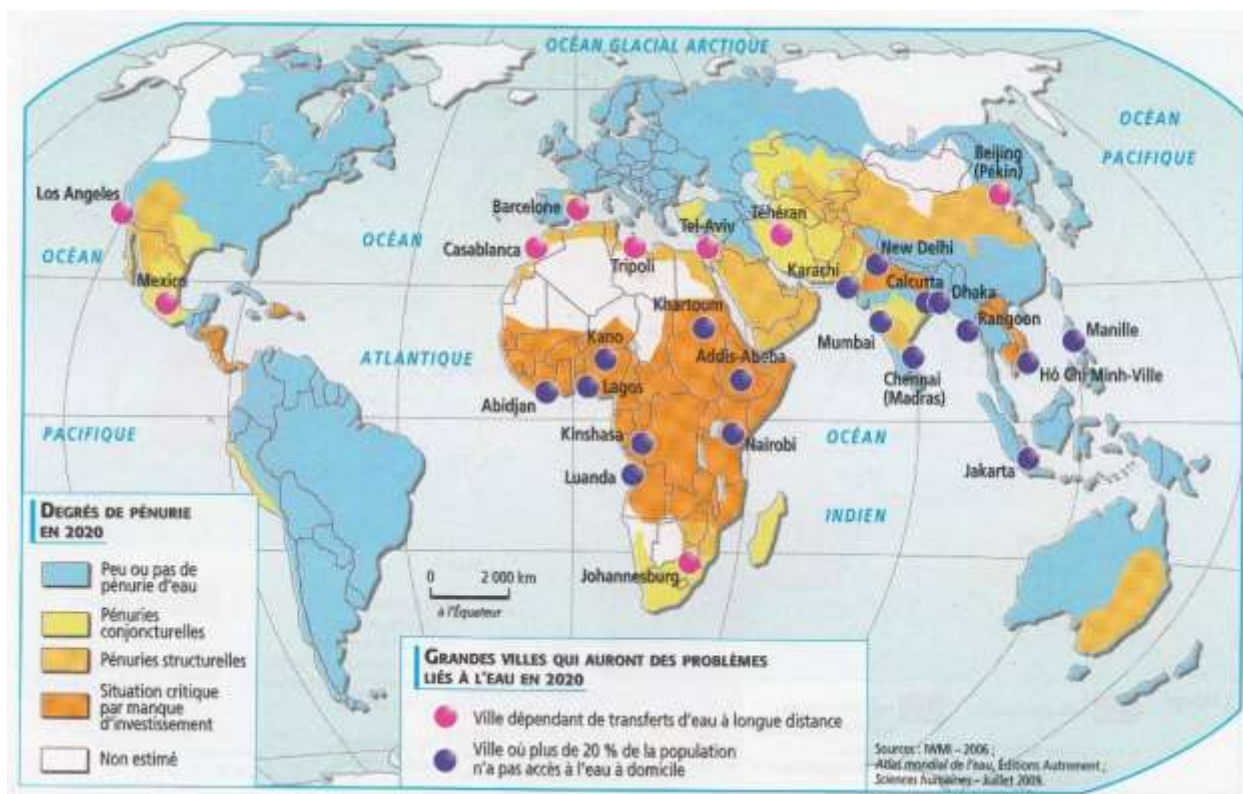 OCÉAN GLACIAL ARCTIQUE
OCÉAN
PACIFIQUE
Beijing
(Pékin)
Los Angeles
Barcelone
Tel-Aviv
Téhéran
OCÉAN
OCÉAN
Casablanca
Tripoli
New Delhi
Mexico
Karachi
Calcutta
Dhaka
Khartoum
Rangoon
Kano
Manille
Mumbai
ATLANTIQUE
Addis-Abeba
Hô Chi Minh-Ville
Chennai
(Madras)
Lagos
Abidjan
PACIFIQUE
Kinshasa
Nairobi
OCÉAN
Jakarta
Luanda
INDIEN
Johannesburg
0 2 000 km
à l'Équateur
DEGRÉS DE PÉNURIE
EN 2020
Peu ou pas de
pénurie d'eau
Pénuries
conjoncturelles
Pénuries structurelles
Situation critique
par manque
d'investissement
Non estimé
GRANDES VILLES QUI AURONT DES PROBLÈMES
LIÉS À L'EAU EN 2020
Ville dépendant de transferts d'eau à longue distance
Ville où plus de 20 % de la population
n'a pas accès à l'eau à domicile
Sources : IWMI – 2006 ;
Atlas mondial de l'eau, Éditions Autrement ;
Sciences humaines – Juillet 2009.